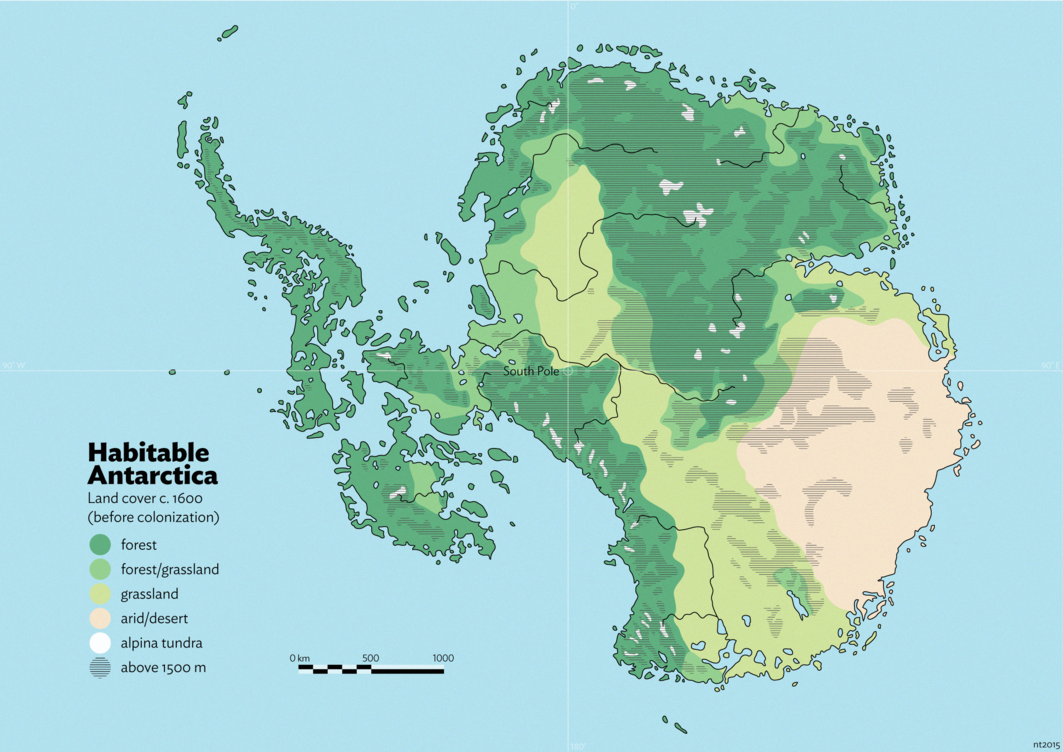 0°
90° W
South Pole
90° E
Habitable
Antarctica
Land cover c. 1600
(before colonization)
forest
forest/grassland
grassland
arid/desert
alpina tundra
above 1500 m
0 km 500 1000
180°
nt2015